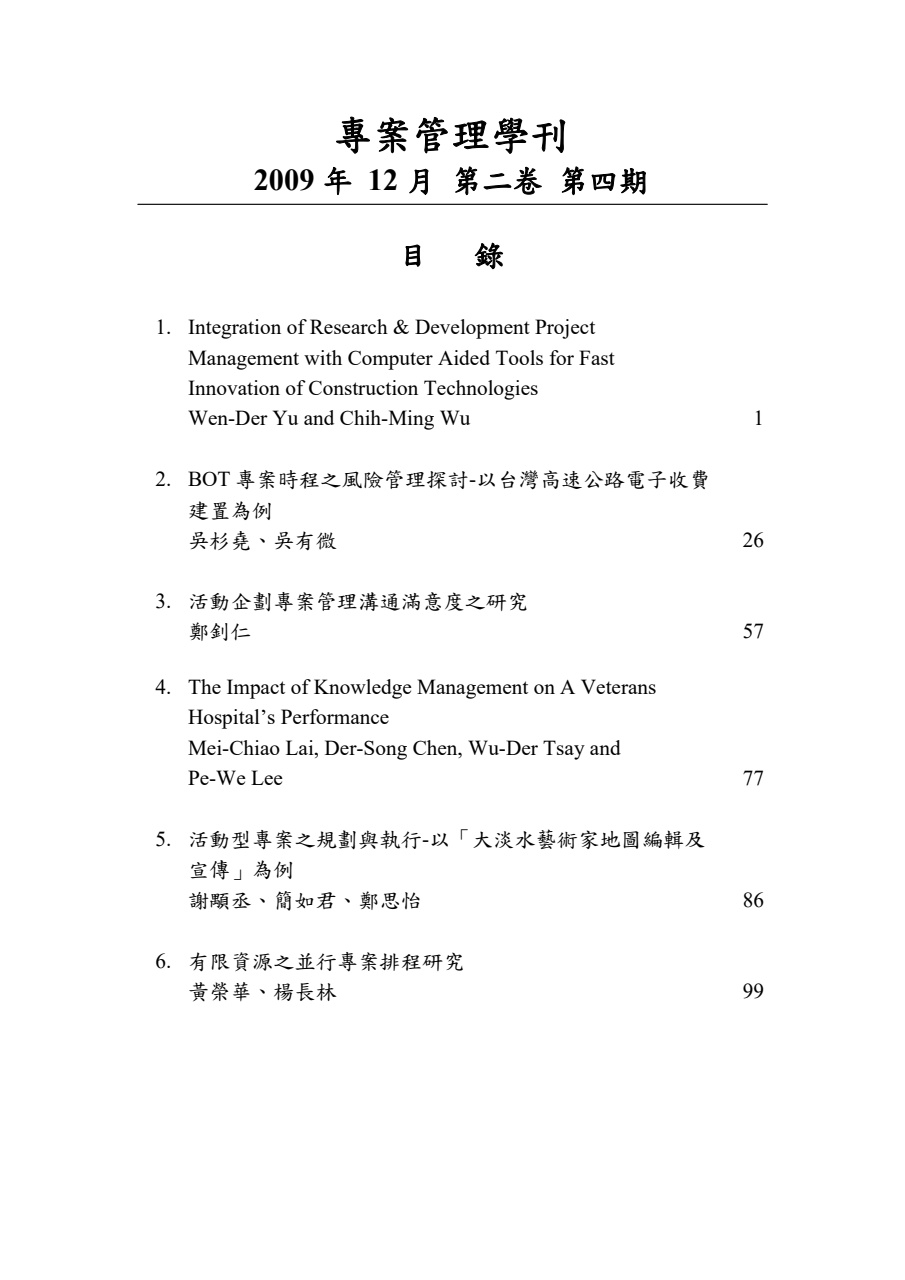 專案管理學刊
2009 年 12 月 第二卷 第四期
目 錄
1. Integration of Research & Development Project
Management with Computer Aided Tools for Fast
Innovation of Construction Technologies
Wen-Der Yu and Chih-Ming Wu 1
2. BOT 專案時程之風險管理探討-以台灣高速公路電子收費
建置為例
吳杉堯、吳有微 26
3. 活動企劃專案管理溝通滿意度之研究
鄭釗仁 57
4. The Impact of Knowledge Management on A Veterans
Hospital’s Performance
Mei-Chiao Lai, Der-Song Chen, Wu-Der Tsay and
Pe-We Lee 77
5. 活動型專案之規劃與執行-以「大淡水藝術家地圖編輯及
宣傳」為例
謝顒丞、簡如君、鄭思怡 86
6. 有限資源之並行專案排程研究
黃榮華、楊長林 99